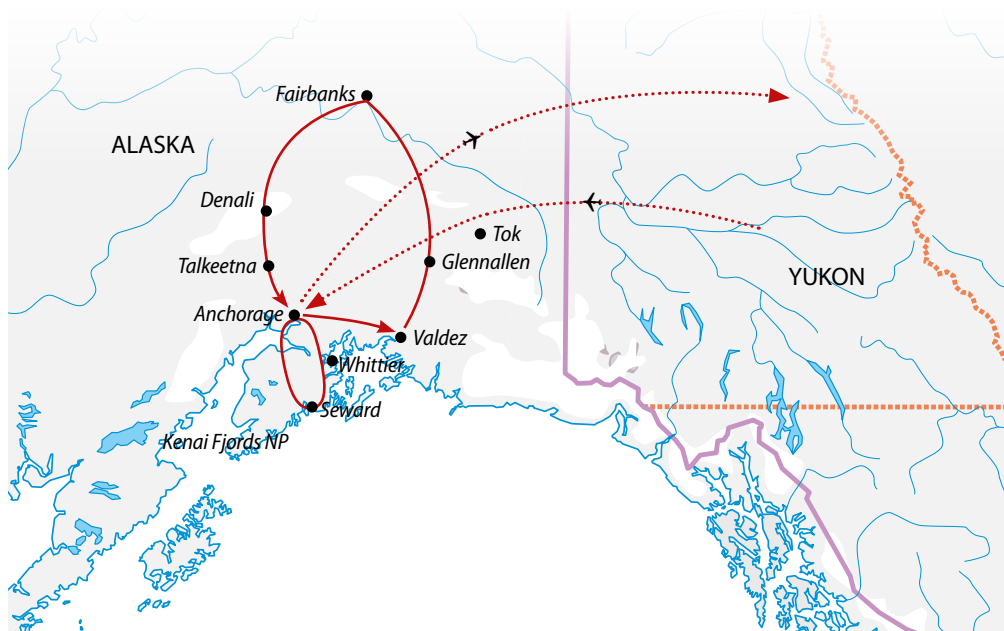 Fairbanks
ALASKA
Denali
Tok
Talkeetna
Glennallen
YUKON
Anchorage
Valdez
Whittier
Seward
Kenai Fjords NP